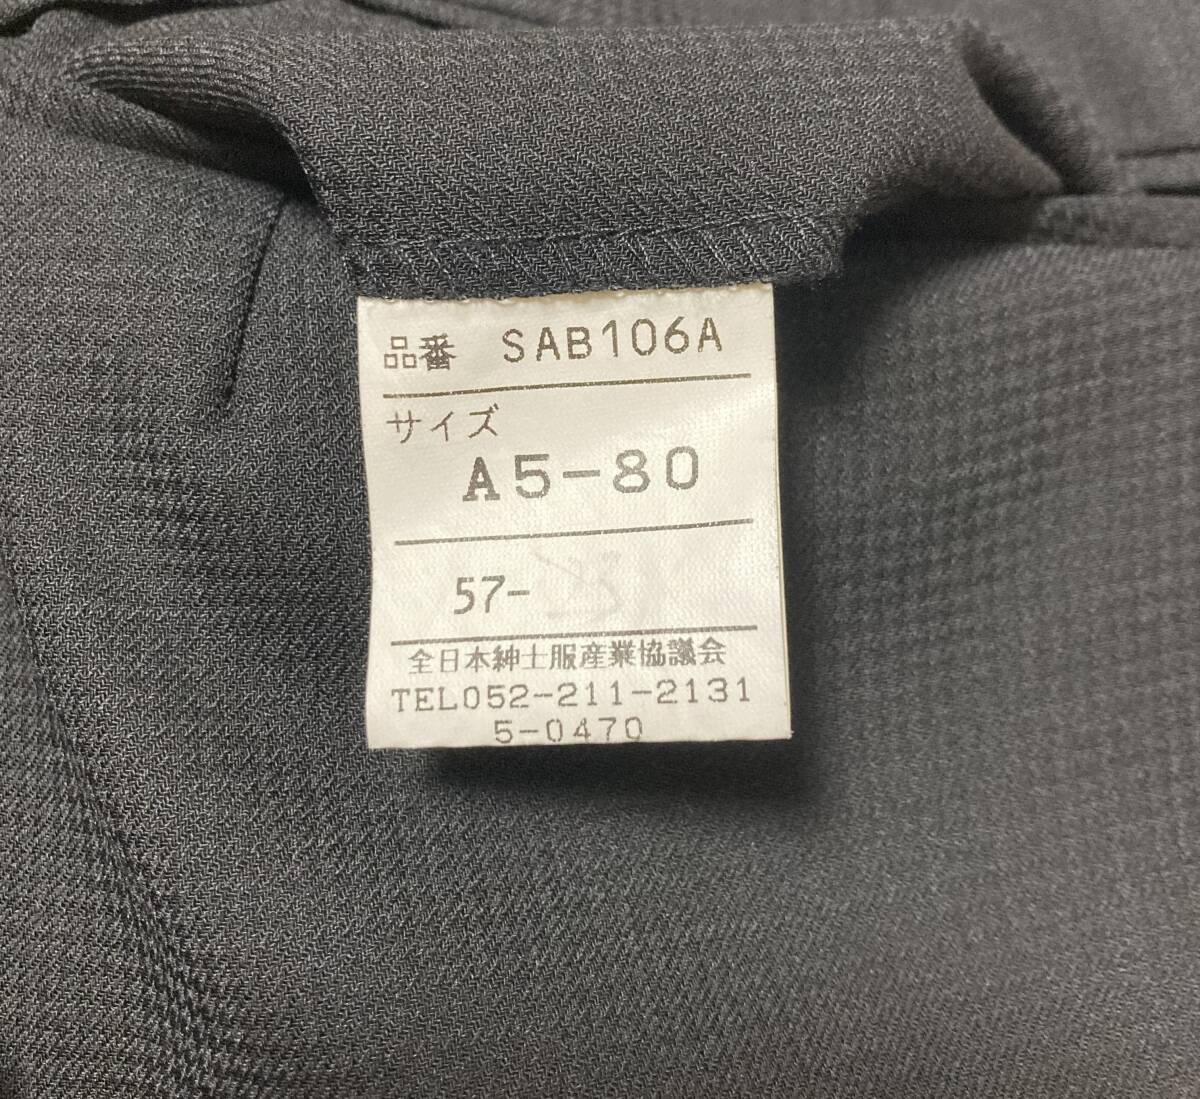 品番 SAB106A
サイズ
A5-80
57-
全日本紳士服産業協議会
TEL052-211-2131
5-0470